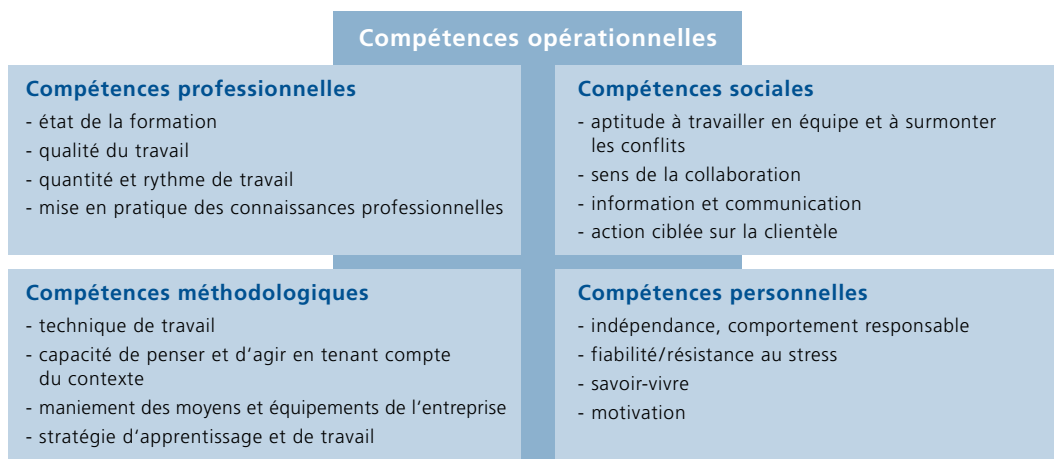 Compétences opérationnelles
Compétences professionnelles
- état de la formation
- qualité du travail
- quantité et rythme de travail
- mise en pratique des connaissances professionnelles
Compétences sociales
- aptitude à travailler en équipe et à surmonter
les conflits
- sens de la collaboration
- information et communication
- action ciblée sur la clientèle
Compétences méthodologiques
- technique de travail
- capacité de penser et d‘agir en tenant compte
du contexte
- maniement des moyens et équipements de l‘entreprise
- stratégie d‘apprentissage et de travail
Compétences personnelles
- indépendance, comportement responsable
- fiabilité/résistance au stress
- savoir-vivre
- motivation